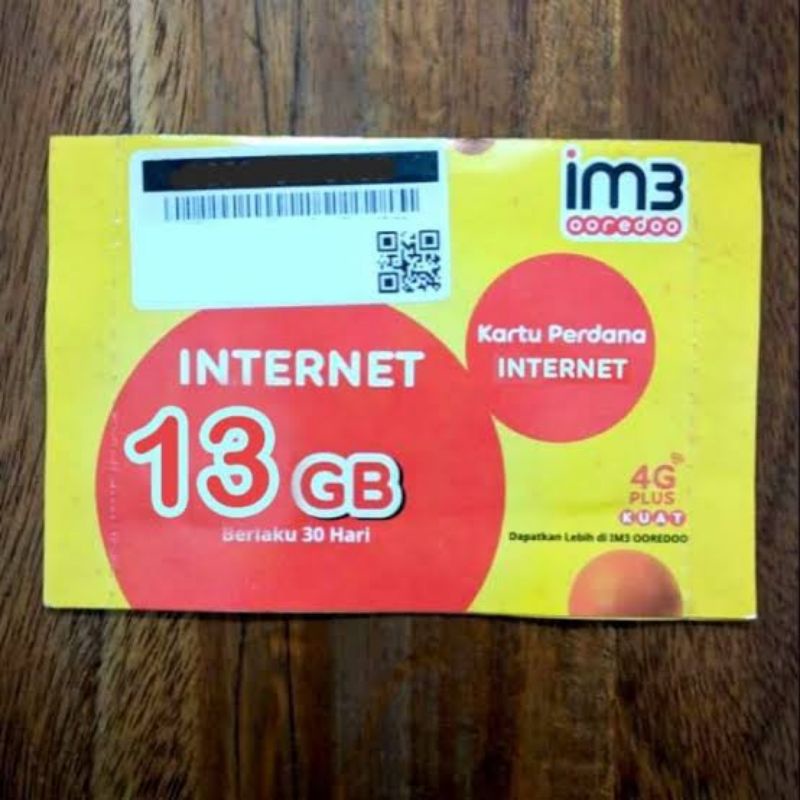 im3
ooredoo
Kartu Perdana
INTERNET
INTERNET
13 GB
Berlaku 30 Hari
4G
PLUS
KUAT
Dapatkan Lebih di IM3 OOREDOO